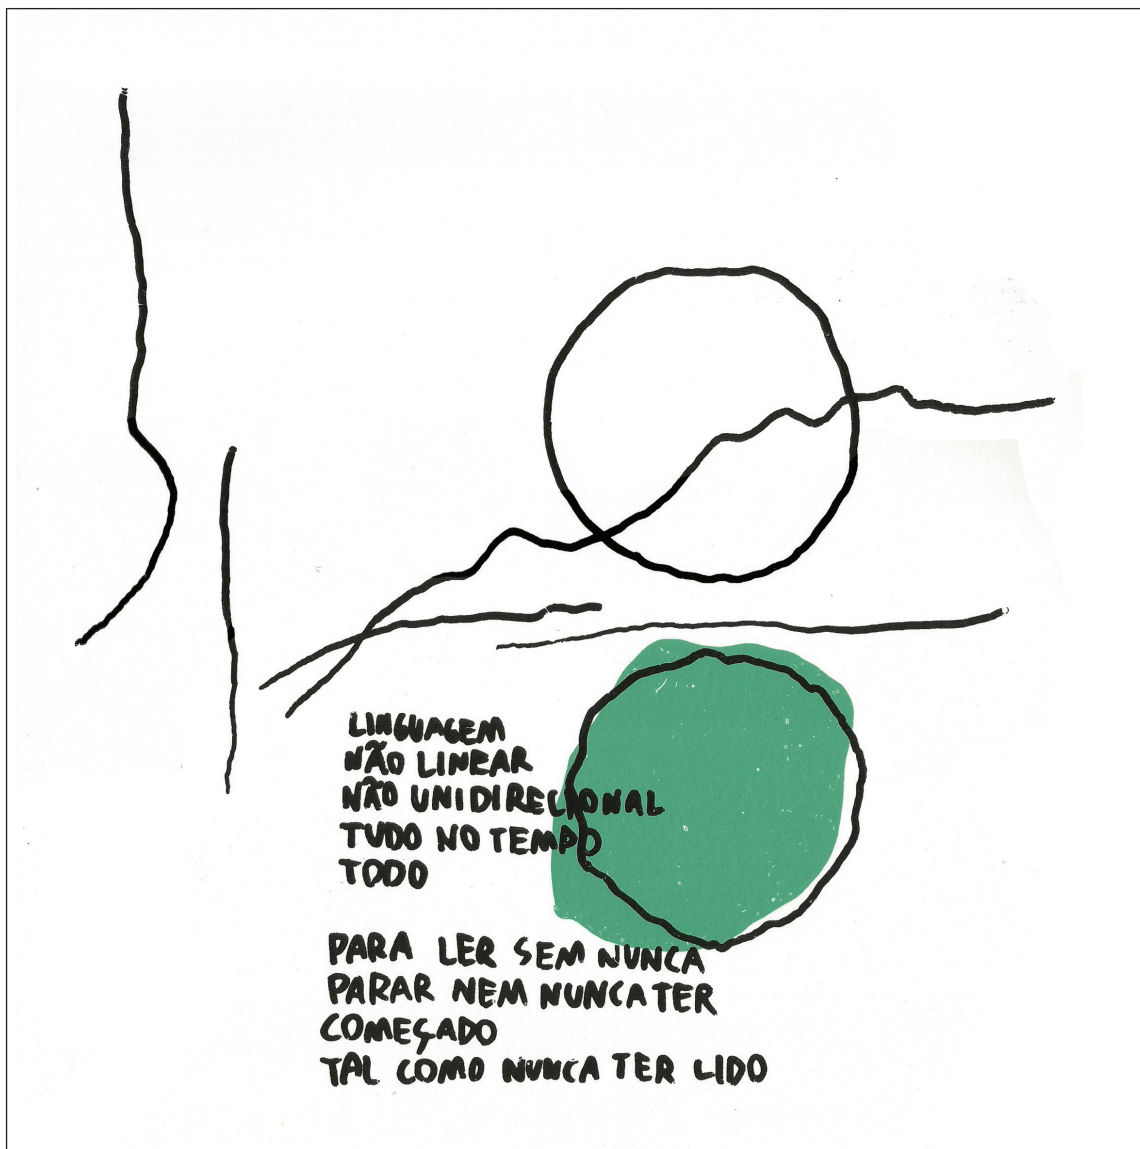 LINGUAGEM
NÃO LINEAR
NÃO UNIDIRECIONAL
TUDO NO TEMPO
TODO
PARA LER SEM NUNCA
PARAR NEM NUNCA TER
COMEÇADO
TAL COMO NUNCA TER LIDO